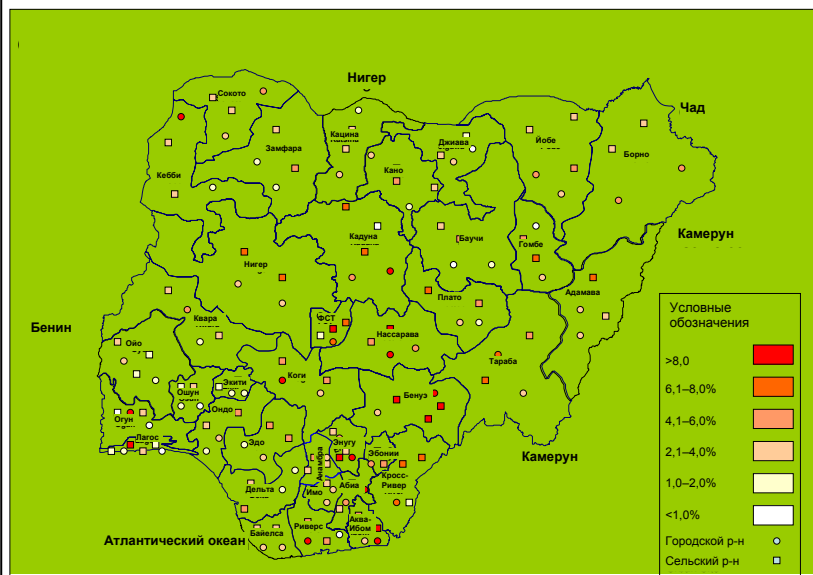 Нигер
Чад
Сокото
Кацина
Джиава
Йобе
Борно
Замфара
Кано
Кебби
Кадуна
Баучи
Гомбе
Камерун
Нигер
Адамава
Плато
Бенин
Квара
ФСТ
Нассарава
Тараба
Ойо
Коги
Экити
Ошун
Бенуэ
Огун
Ондо
Лагос
Эдо
Энугу
Анамбра
Эбонии
Кросс-
Ривер
Камерун
Дельта
Имо
Абиа
Байелса
Риверс
Аква-
Ибом
Атлантический океан
Условные
обозначения
>8,0
6,1–8,0%
4,1–6,0%
2,1–4,0%
1,0–2,0%
<1,0%
Городской р-н
Сельский р-н